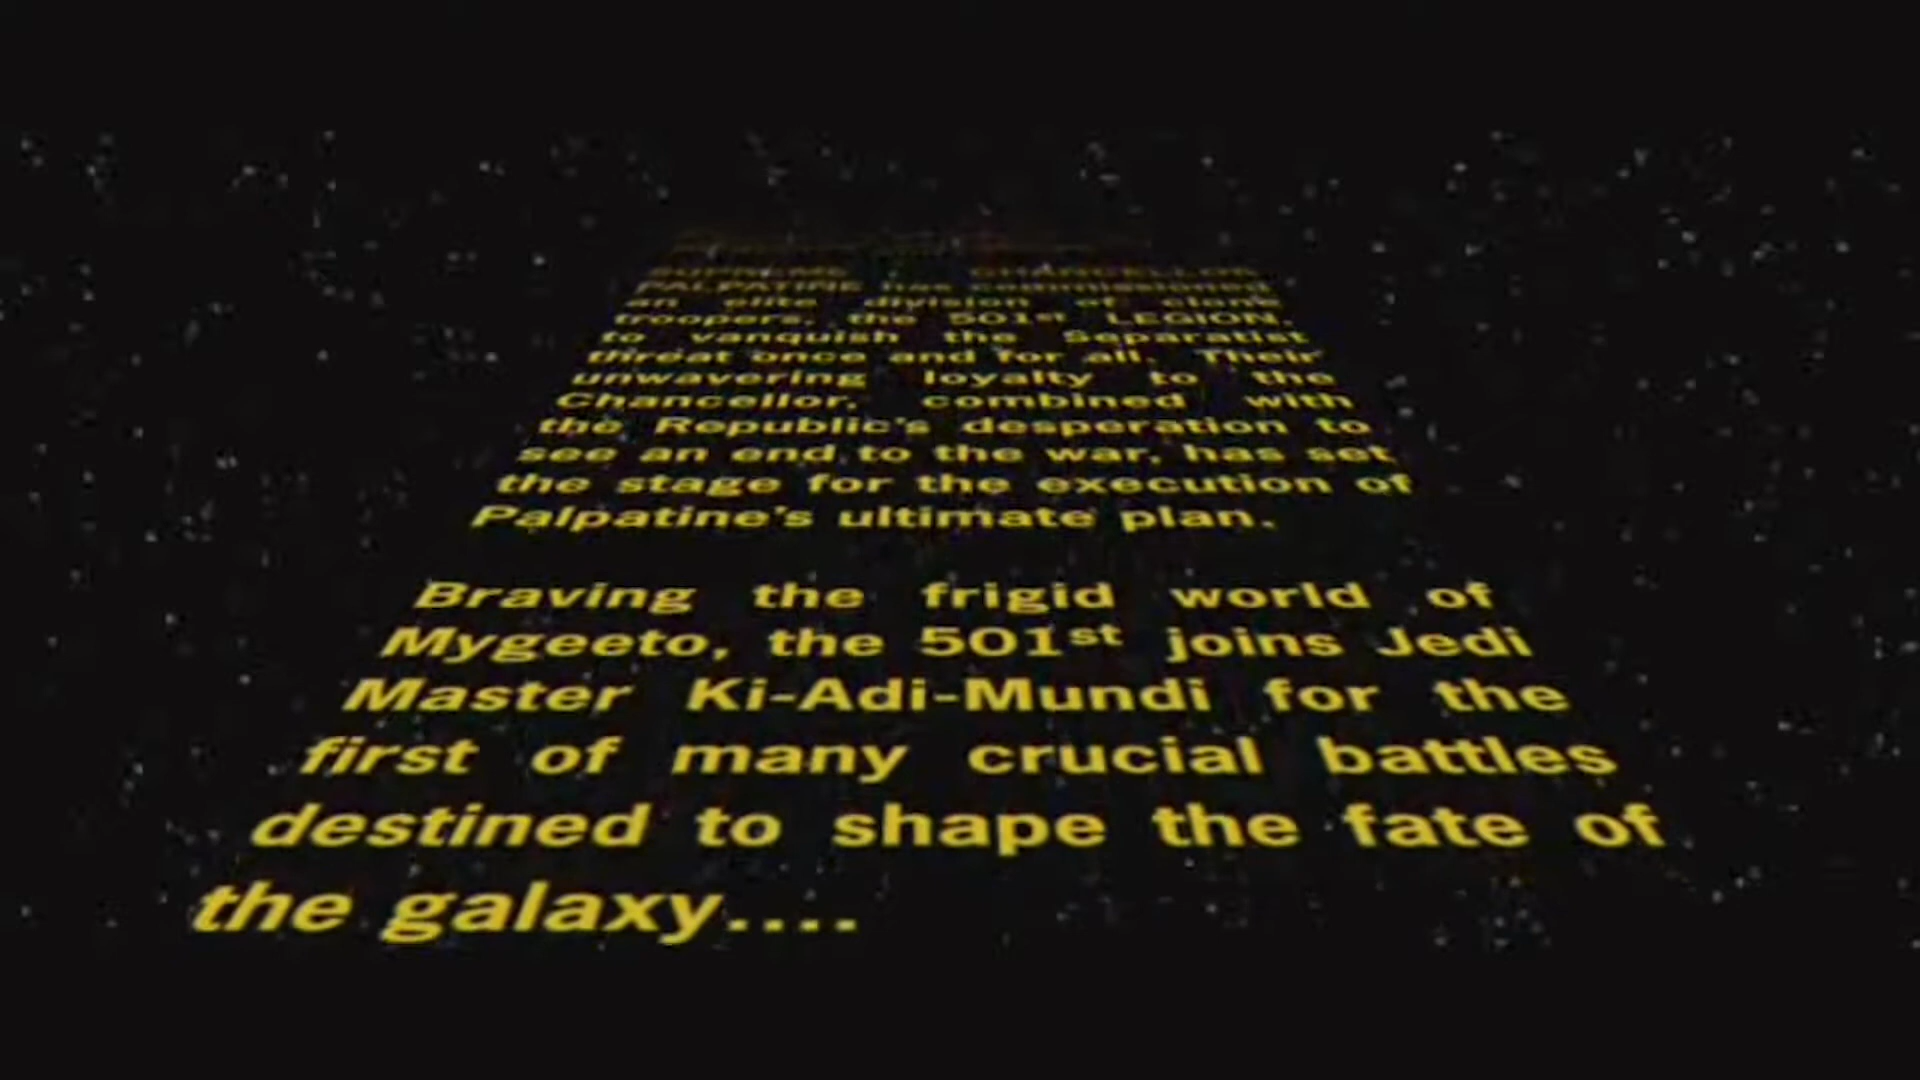 SUPREME CHANCELLOR
PALPATINE has commissioned
an elite division of clone
troopers, the 501st LEGION,
to vanquish the Separatist
threat once and for all. Their
unwavering loyalty to the
Chancellor, combined with
the Republic's desperation to
see an end to the war, has set
the stage for the execution of
Palpatine's ultimate plan.
Braving the frigid world of
Mygeeto, the 501st joins Jedi
Master Ki-Adi-Mundi for the
first of many crucial battles
destined to shape the fate of
the galaxy....